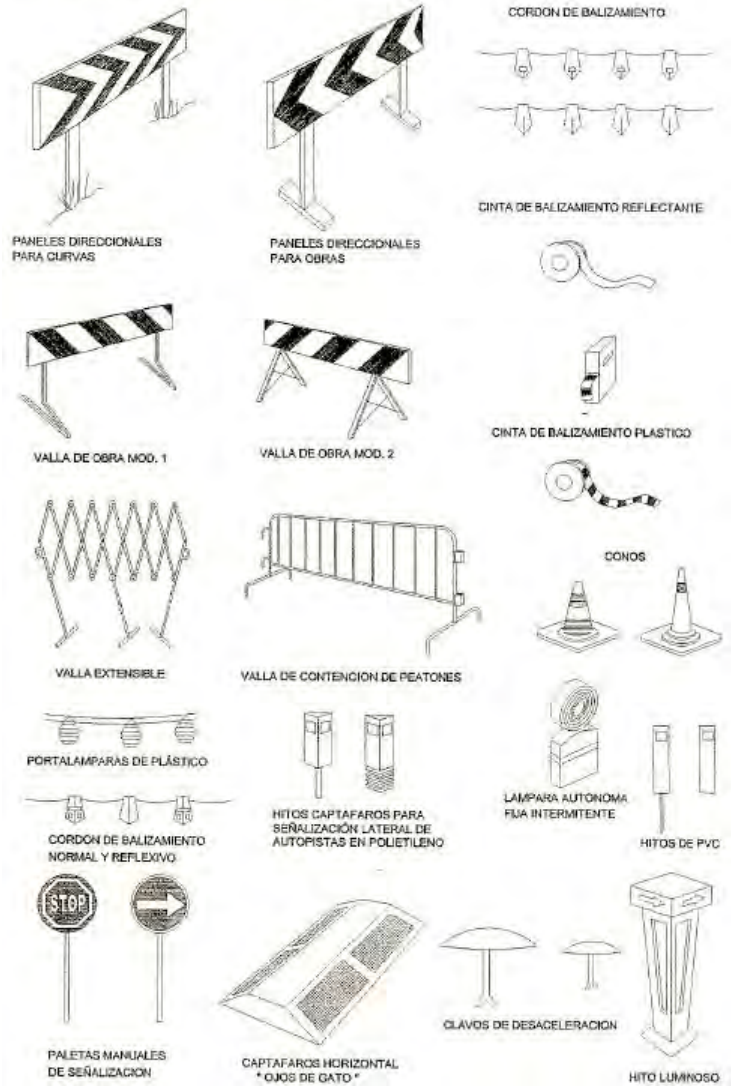 CORDON DE BALIZAMIENTO
PANELES DIRECCIONALES
PARA CURVAS
PANELES DIRECCIONALES
PARA OBRAS
CINTA DE BALIZAMIENTO REFLECTANTE
VALLA DE OBRA MOD. 1
VALLA DE OBRA MOD. 2
CINTA DE BALIZAMIENTO PLASTICO
CONOS
VALLA EXTENSIBLE
VALLA DE CONTENCION DE PEATONES
PORTALAMPARAS DE PLÁSTICO
CORDON DE BALIZAMIENTO
NORMAL Y REFLEXIVO
HITOS CAPTAFAROS PARA
SEÑALIZACIÓN LATERAL DE
AUTOPISTAS EN POLIETILENO
LAMPARA AUTONOMA
FIJA INTERMITENTE
HITOS DE PVC
STOP
PALETAS MANUALES
DE SEÑALIZACION
CAPTAFAROS HORIZONTAL
" OJOS DE GATO "
CLAVOS DE DESACELERACION
HITO LUMINOSO